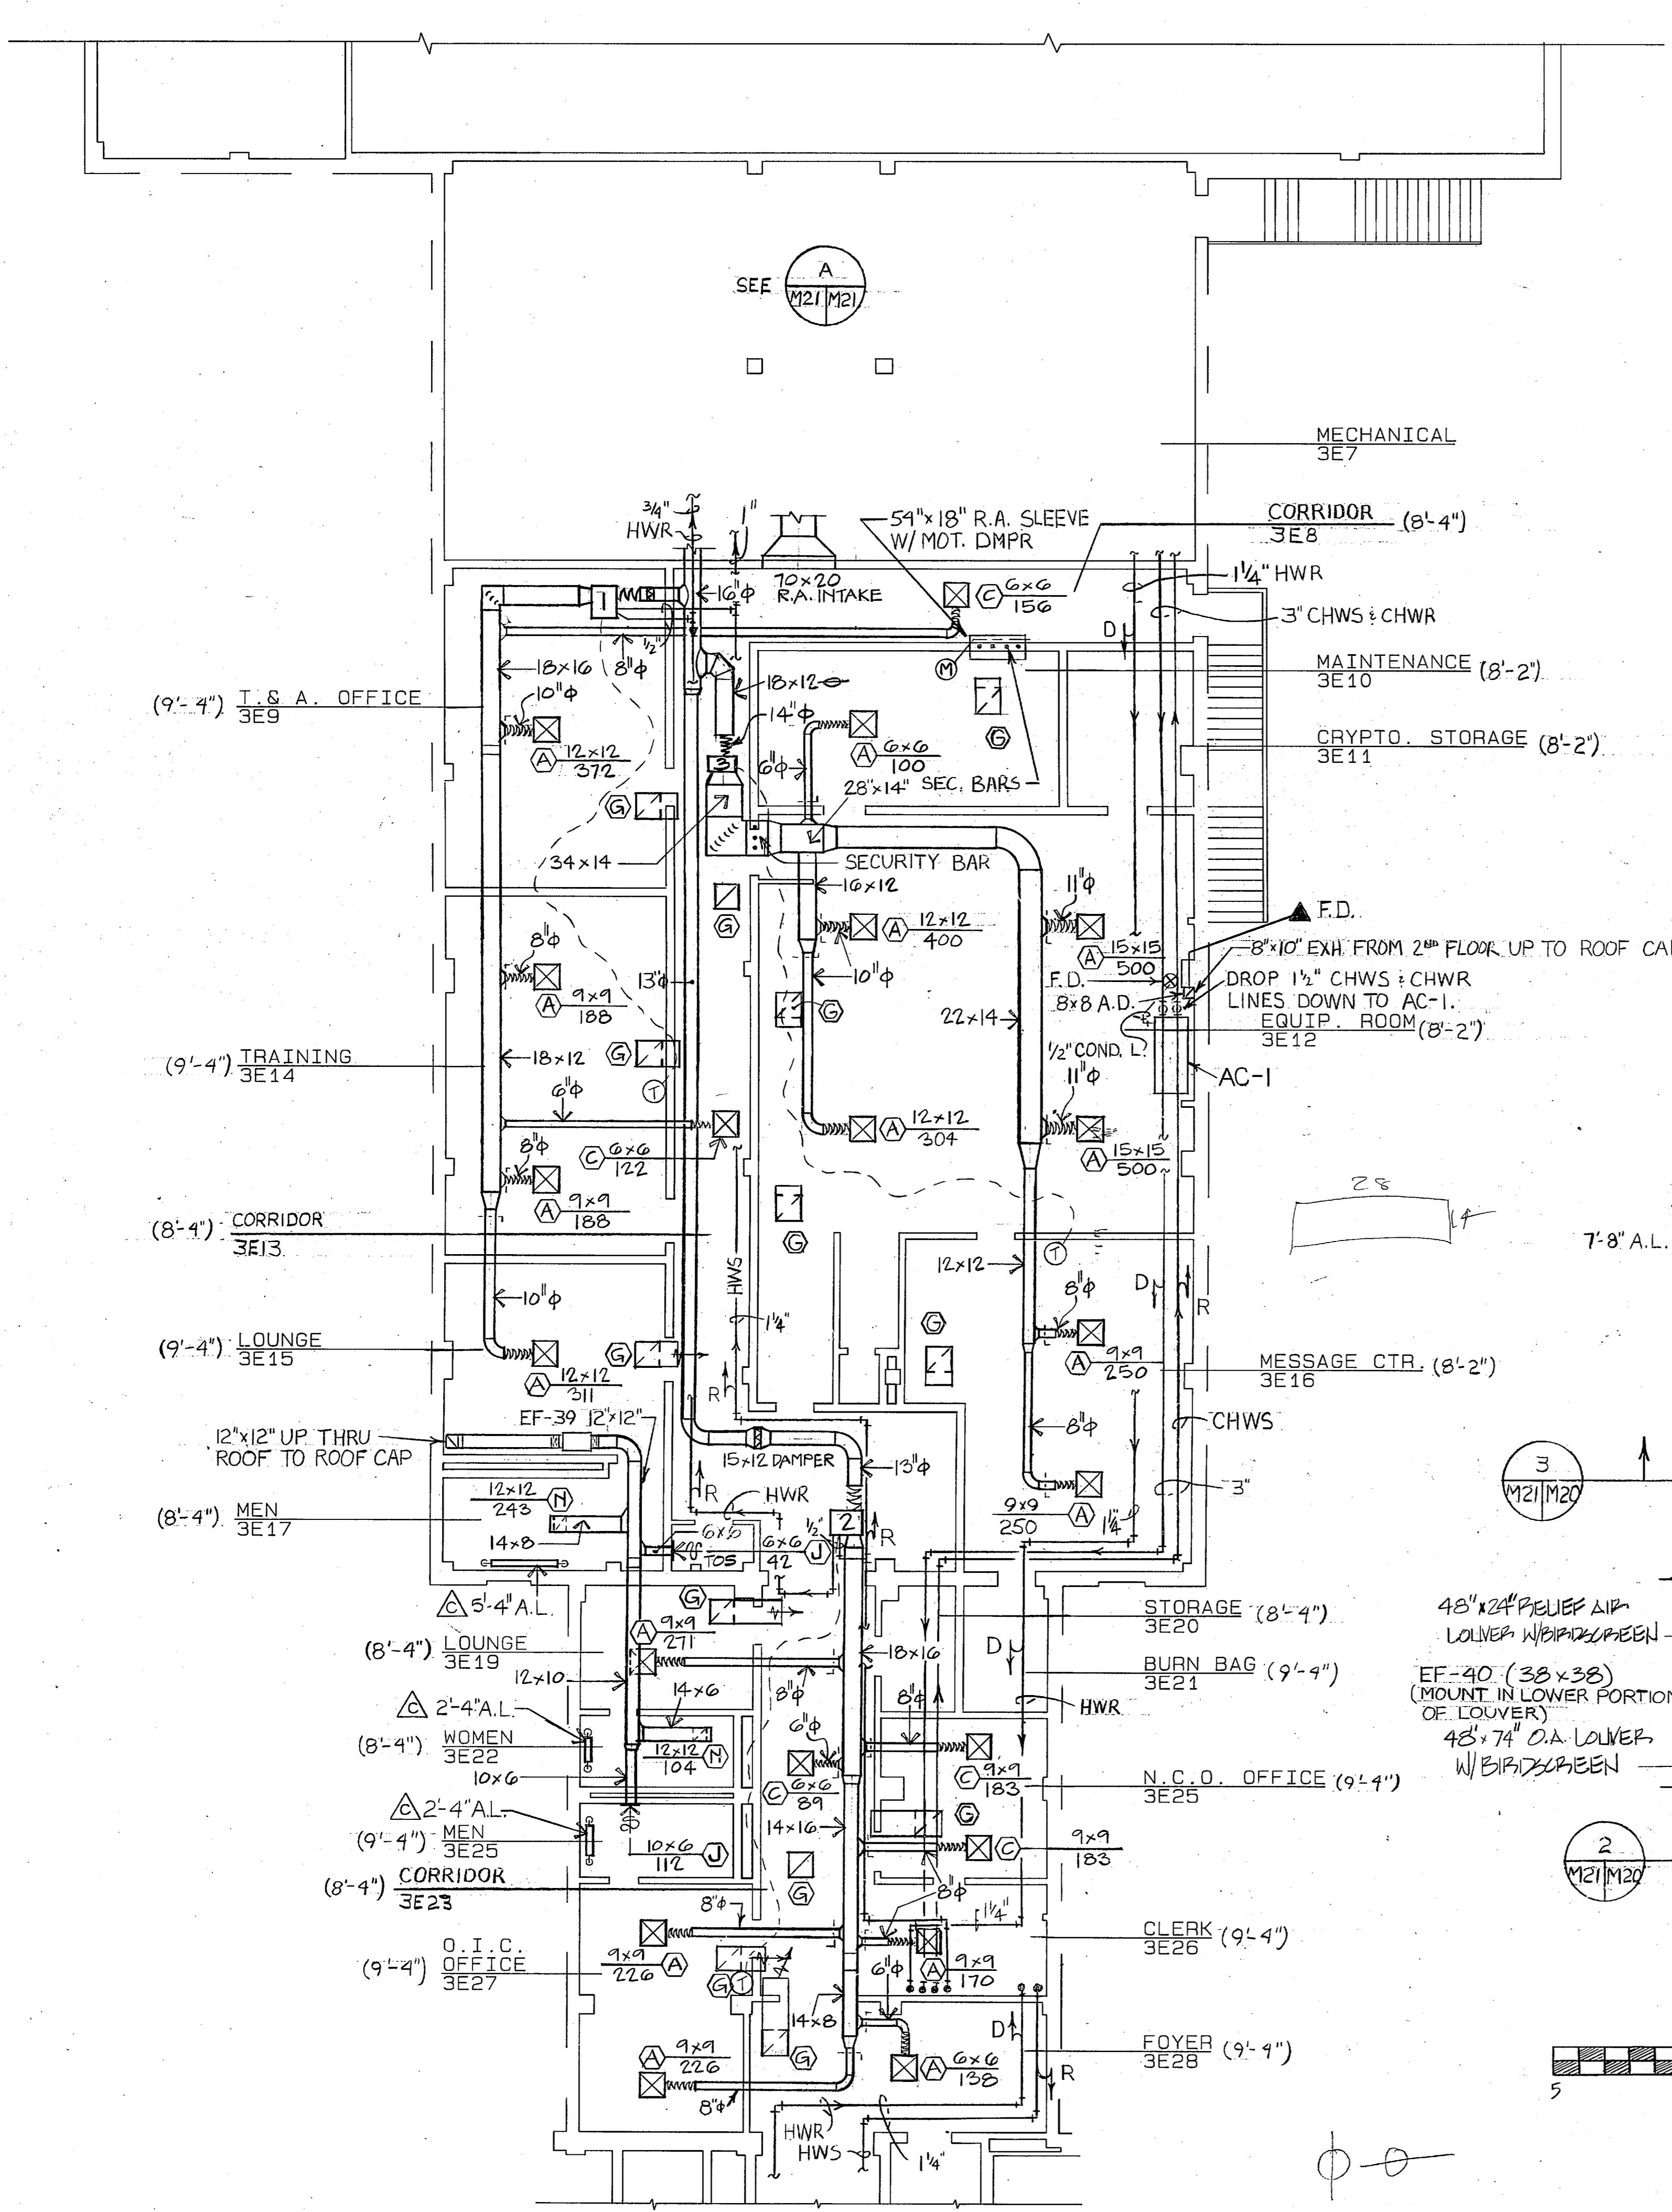 SEE
A
M21 M21
MECHANICAL
3E7
3/4"
HWR
1"
54"x18" R.A. SLEEVE
W/ MOT. DMPR
CORRIDOR (8'-4")
3E8
70x20
R.A. INTAKE
16"ϕ
C 6x6
156
1¼" HWR
3" CHWS & CHWR
D
1
1/2"
8"ϕ
18x16
M
MAINTENANCE (8'-2")
3E10
(9'-4") T.& A. OFFICE
3E9
10"ϕ
18x12
14"ϕ
G
A 12x12
372
3
6"ϕ
A 6x6
100
CRYPTO. STORAGE (8'-2")
3E11
28"x14" SEC. BARS
G
34x14
SECURITY BAR
16x12
11"ϕ
G
F.D.
8"ϕ
A 12x12
400
A 15x15
500
8"x10" EXH FROM 2ND FLOOR UP TO ROOF CAP
10"ϕ
13"ϕ
F.D.
DROP 1½" CHWS & CHWR
LINES DOWN TO AC-1.
A 9x9
188
G
22x14
8x8 A.D.
EQUIP. ROOM (8'-2")
3E12
(9'-4") TRAINING
3E14
18x12
G
1/2" COND. L.
T
11"ϕ
AC-1
6"ϕ
A 12x12
304
8"ϕ
C 6x6
122
A 15x15
500
28
14
A 9x9
188
(8'-4") CORRIDOR
3E13
G
T
7'-8" A.L.
HWS
12x12
D
R
10"ϕ
8"ϕ
1¼"
G
(9'-4") LOUNGE
3E15
G
A 9x9
250
MESSAGE CTR. (8'-2")
3E16
A 12x12
311
R
EF-39 12"x12"
8"ϕ
CHWS
12"x12" UP THRU
ROOF TO ROOF CAP
15x12 DAMPER
13"ϕ
3
M21 M20
12x12
243 N
R
HWR
9x9
250 A
1¼"
3"
(8'-4") MEN
3E17
14x8
6x6
TO5
6x6
42 J
1/2"
2
R
C 5'-4" A.L.
G
STORAGE (8'-4")
3E20
48"x24" RELIEF AIR
LOUVER W/BIRDSCREEN
A 9x9
271
(8'-4") LOUNGE
3E19
18x16
D
12x10
BURN BAG (9'-4")
3E21
EF-40 (38x38)
(MOUNT IN LOWER PORTION
OF LOUVER)
14x6
8"ϕ
8"ϕ
HWR
C 2'-4" A.L.
48"x74" O.A. LOUVER
W/BIRDSCREEN
(8'-4") WOMEN
3E22
6"ϕ
12x12
104 N
10x6
C 6x6
89
C 9x9
183
N.C.O. OFFICE (9'-4")
3E25
C 2'-4" A.L.
G
14x16
(9'-4") MEN
3E25
10x6
112 J
C 9x9
183
2
M21 M20
(8'-4") CORRIDOR
3E23
G
8"ϕ
8"ϕ
1¼"
CLERK (9'-4")
3E26
O.I.C.
(9'-4") OFFICE
3E27
9x9
226 A
G T
6"ϕ
A 9x9
170
14x8
D
A 9x9
226
G
A 6x6
138
FOYER (9'-4")
3E28
R
8"ϕ
5
HWR
HWS
1¼"
ϕ